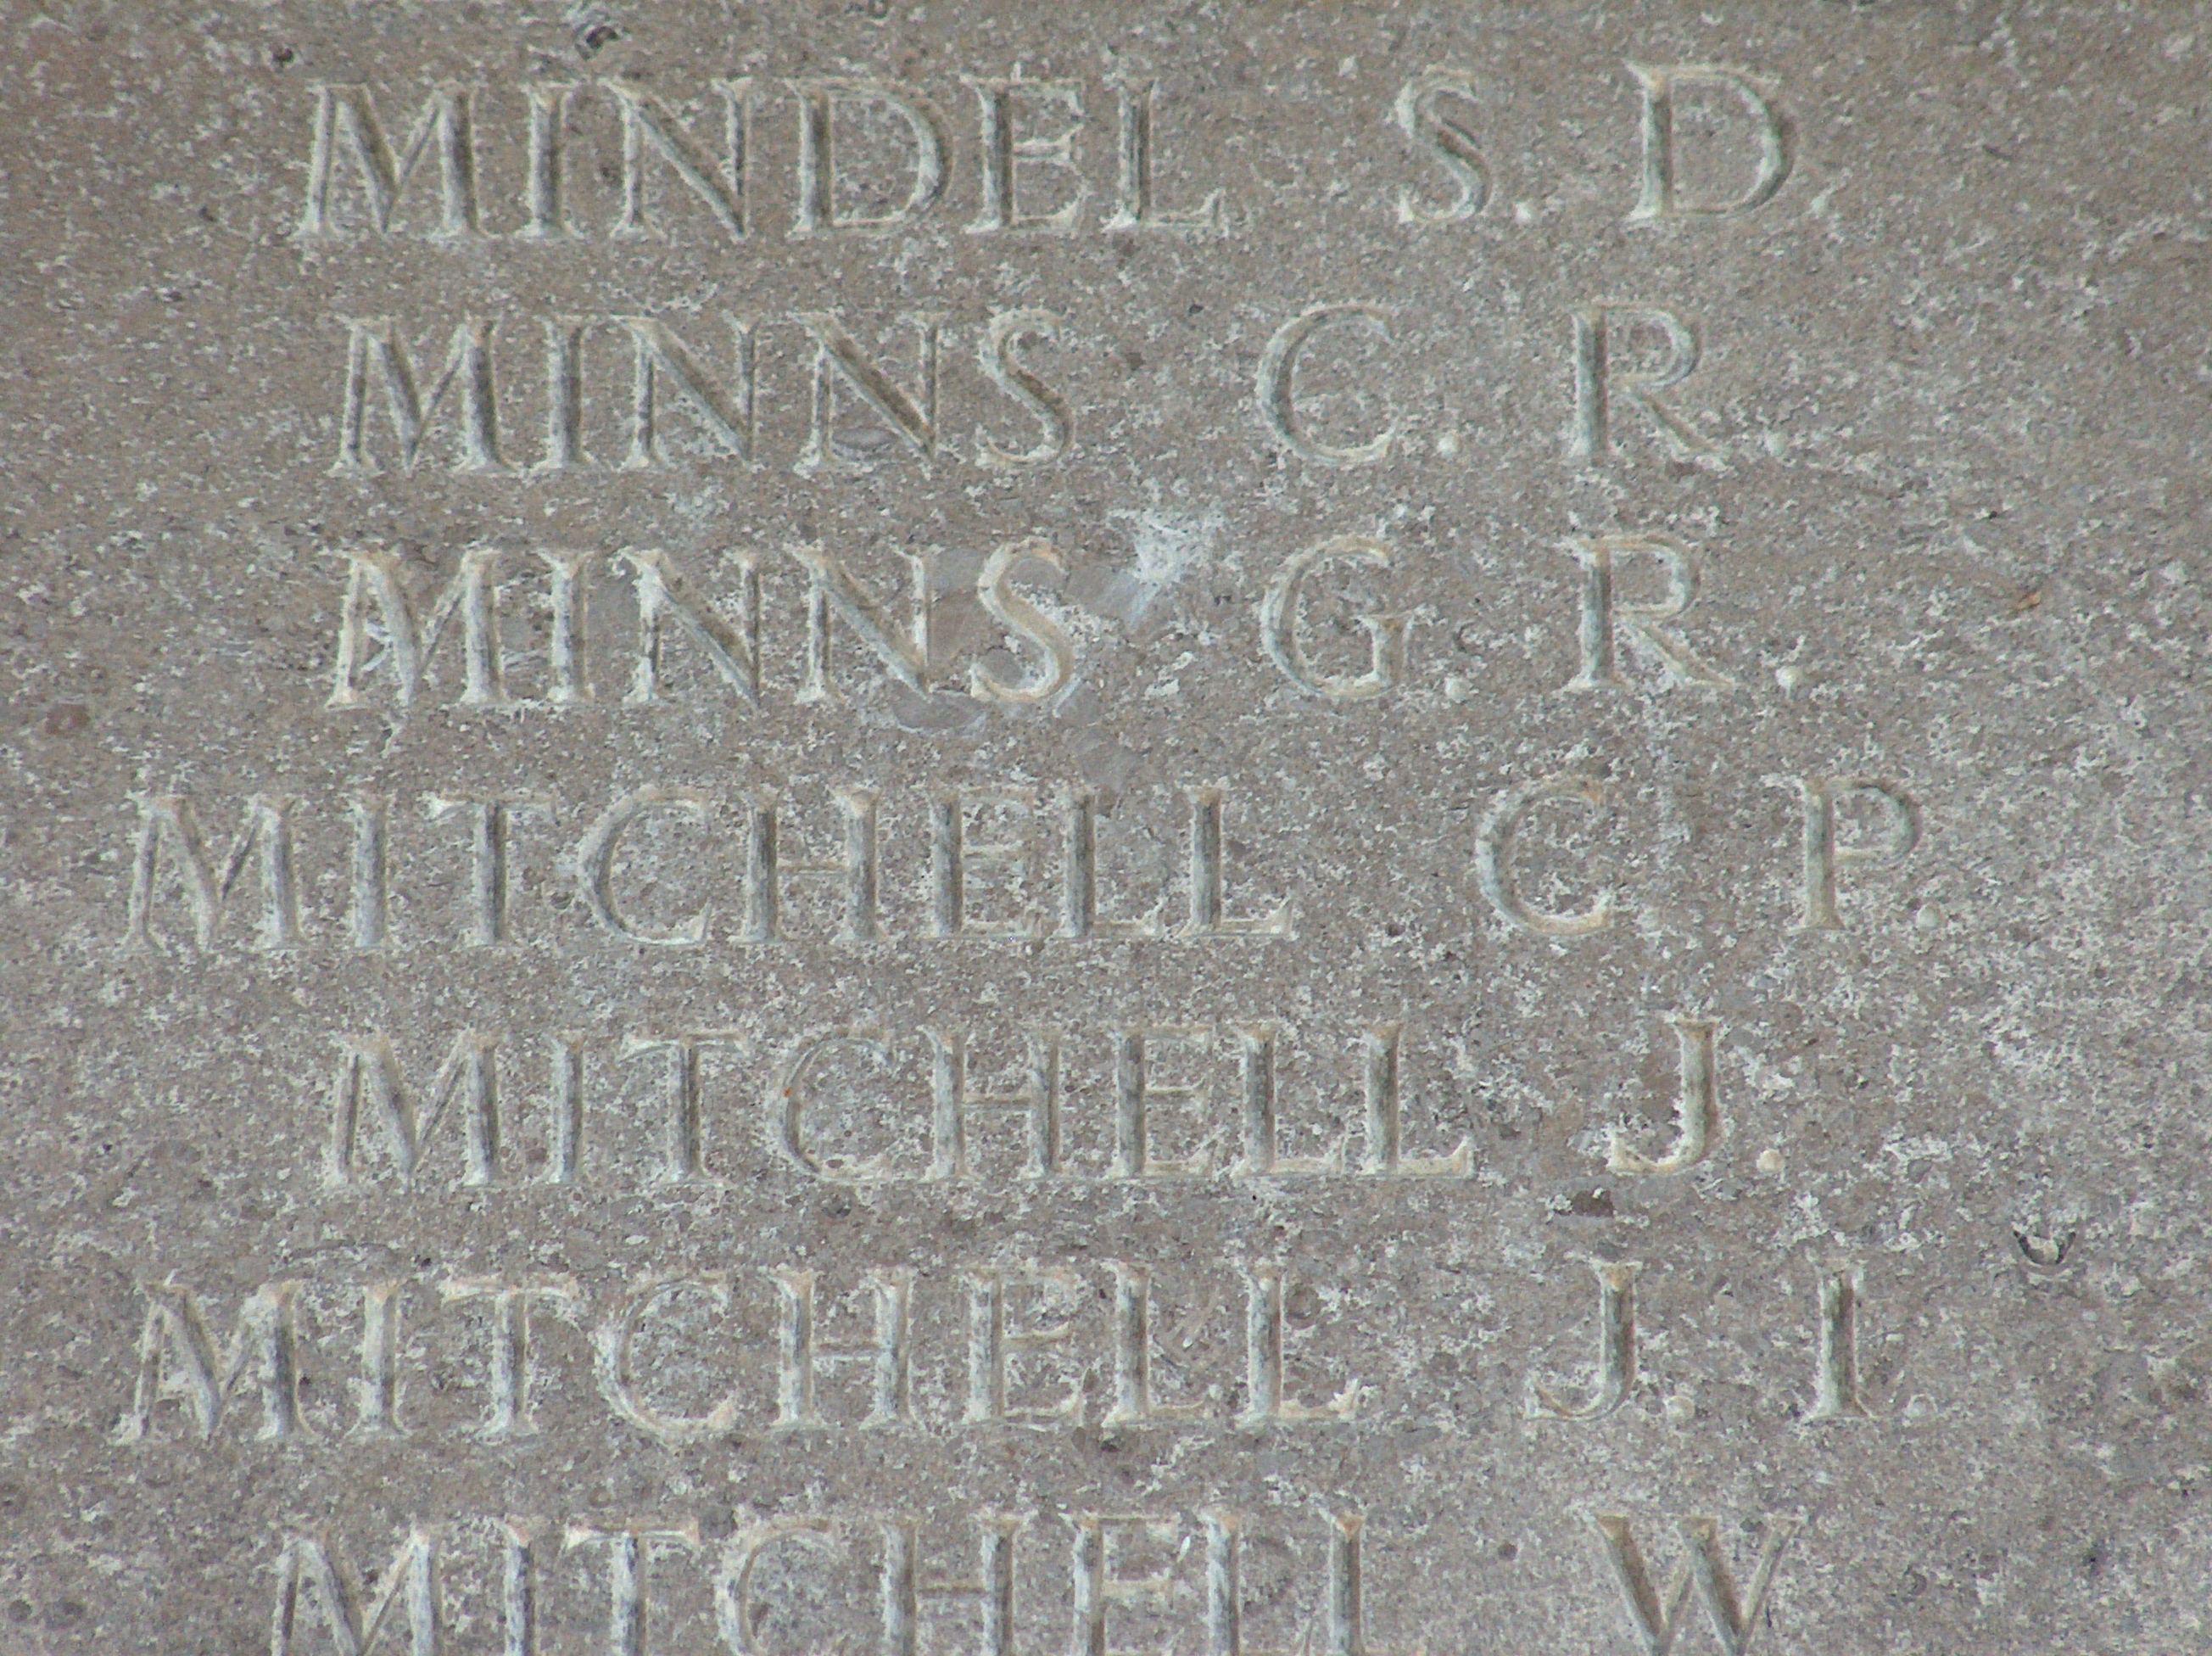 MINDEL S.D.
MINNS C.R.
MINNS G.R.
MITCHELL C.P.
MITCHELL J.
MITCHELL J.I.
MITCHELL W